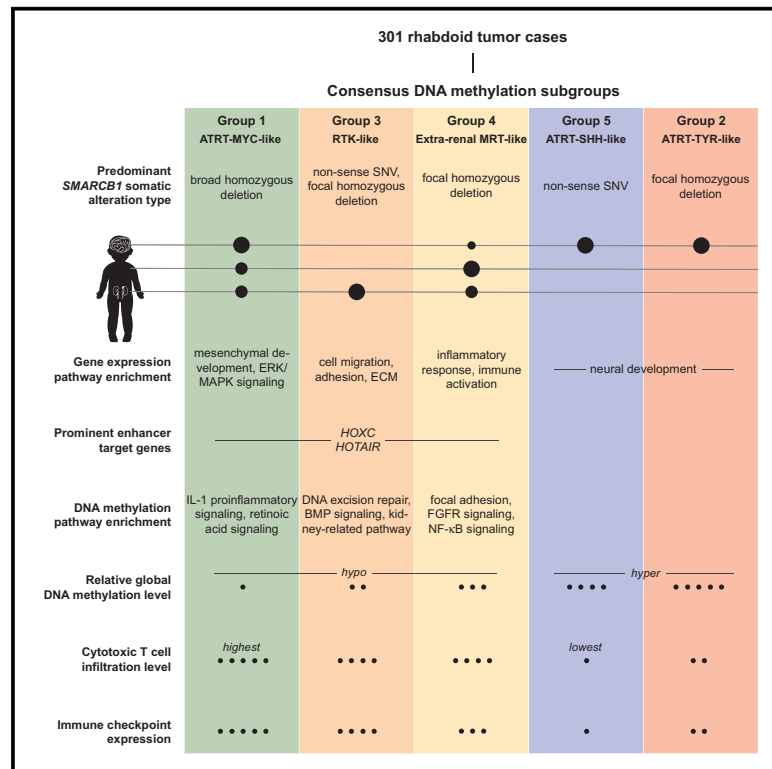 301 rhabdoid tumor cases
Consensus DNA methylation subgroups
Group 1
ATRT-MYC-like
Group 3
RTK-like
Group 4
Extra-renal MRT-like
Group 5
ATRT-SHH-like
Group 2
ATRT-TYR-like
Predominant
SMARCB1 somatic
alteration type
broad homozygous
deletion
non-sense SNV,
focal homozygous
deletion
focal homozygous
deletion
non-sense SNV
focal homozygous
deletion
Gene expression
pathway enrichment
mesenchymal de-
velopment, ERK/
MAPK signaling
cell migration,
adhesion, ECM
inflammatory
response, immune
activation
neural development
Prominent enhancer
target genes
HOXC
HOTAIR
DNA methylation
pathway enrichment
IL-1 proinflammatory
signaling, retinoic
acid signaling
DNA excision repair,
BMP signaling, kid-
ney-related pathway
focal adhesion,
FGFR signaling,
NF-κB signaling
Relative global
DNA methylation level
hypo
hyper
Cytotoxic T cell
infiltration level
highest
lowest
Immune checkpoint
expression